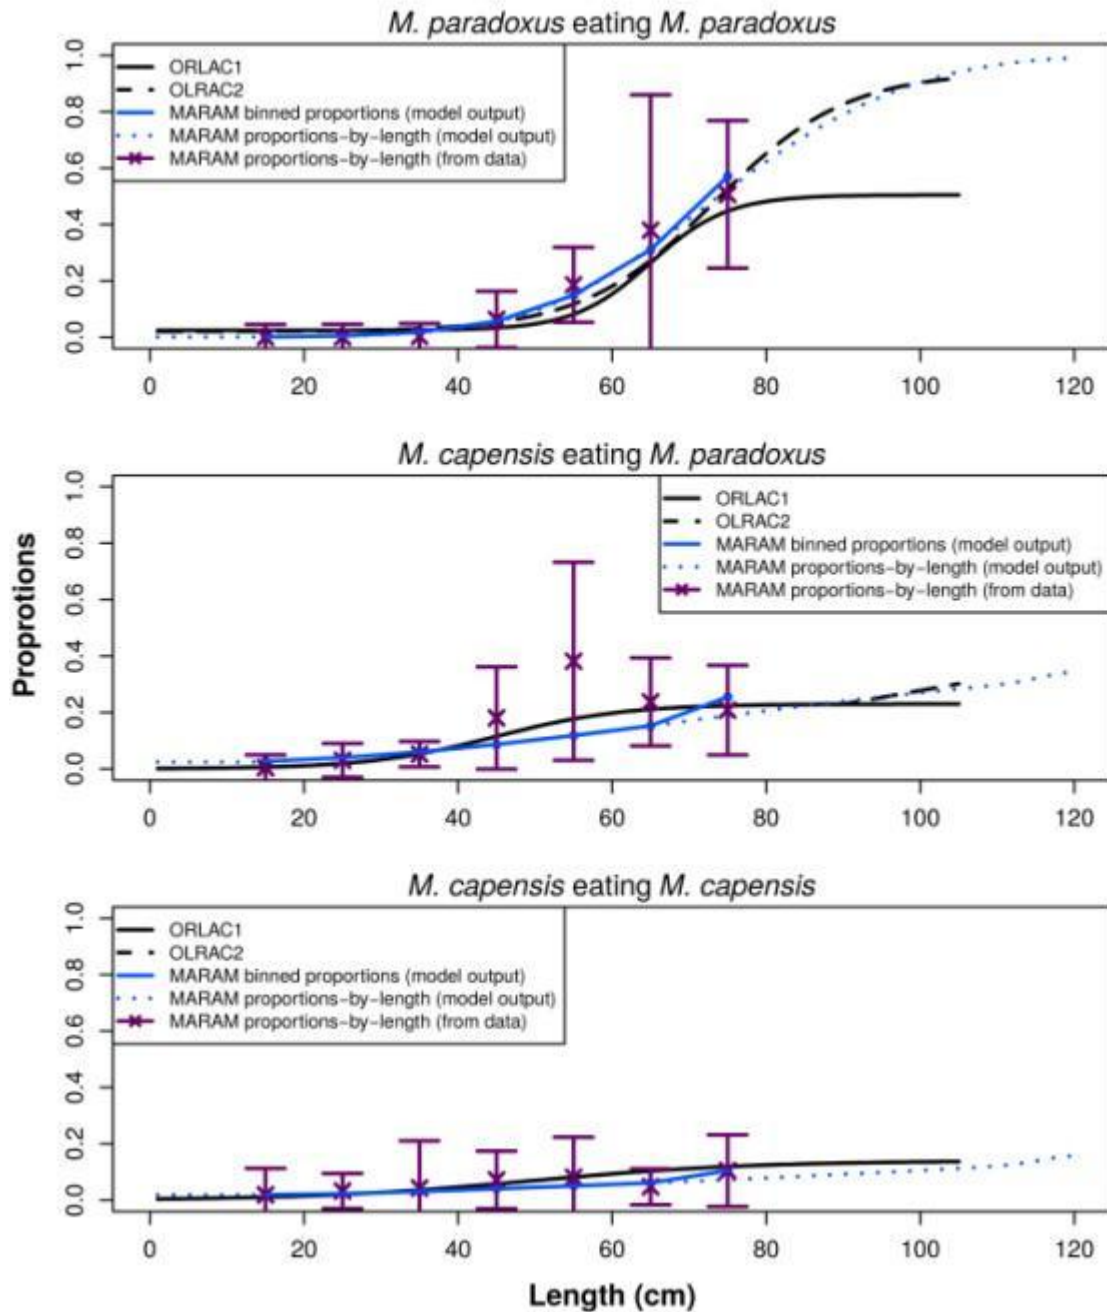 M. paradoxus eating M. paradoxus
ORLAC1
OLRAC2
MARAM binned proportions (model output)
MARAM proportions-by-length (model output)
MARAM proportions-by-length (from data)
0.0 0.2 0.4 0.6 0.8 1.0
0 20 40 60 80 100 120
M. capensis eating M. paradoxus
ORLAC1
OLRAC2
MARAM binned proportions (model output)
MARAM proportions-by-length (model output)
MARAM proportions-by-length (from data)
Proprotions
0.0 0.2 0.4 0.6 0.8 1.0
0 20 40 60 80 100 120
M. capensis eating M. capensis
ORLAC1
OLRAC2
MARAM binned proportions (model output)
MARAM proportions-by-length (model output)
MARAM proportions-by-length (from data)
0.0 0.2 0.4 0.6 0.8 1.0
0 20 40 60 80 100 120
Length (cm)